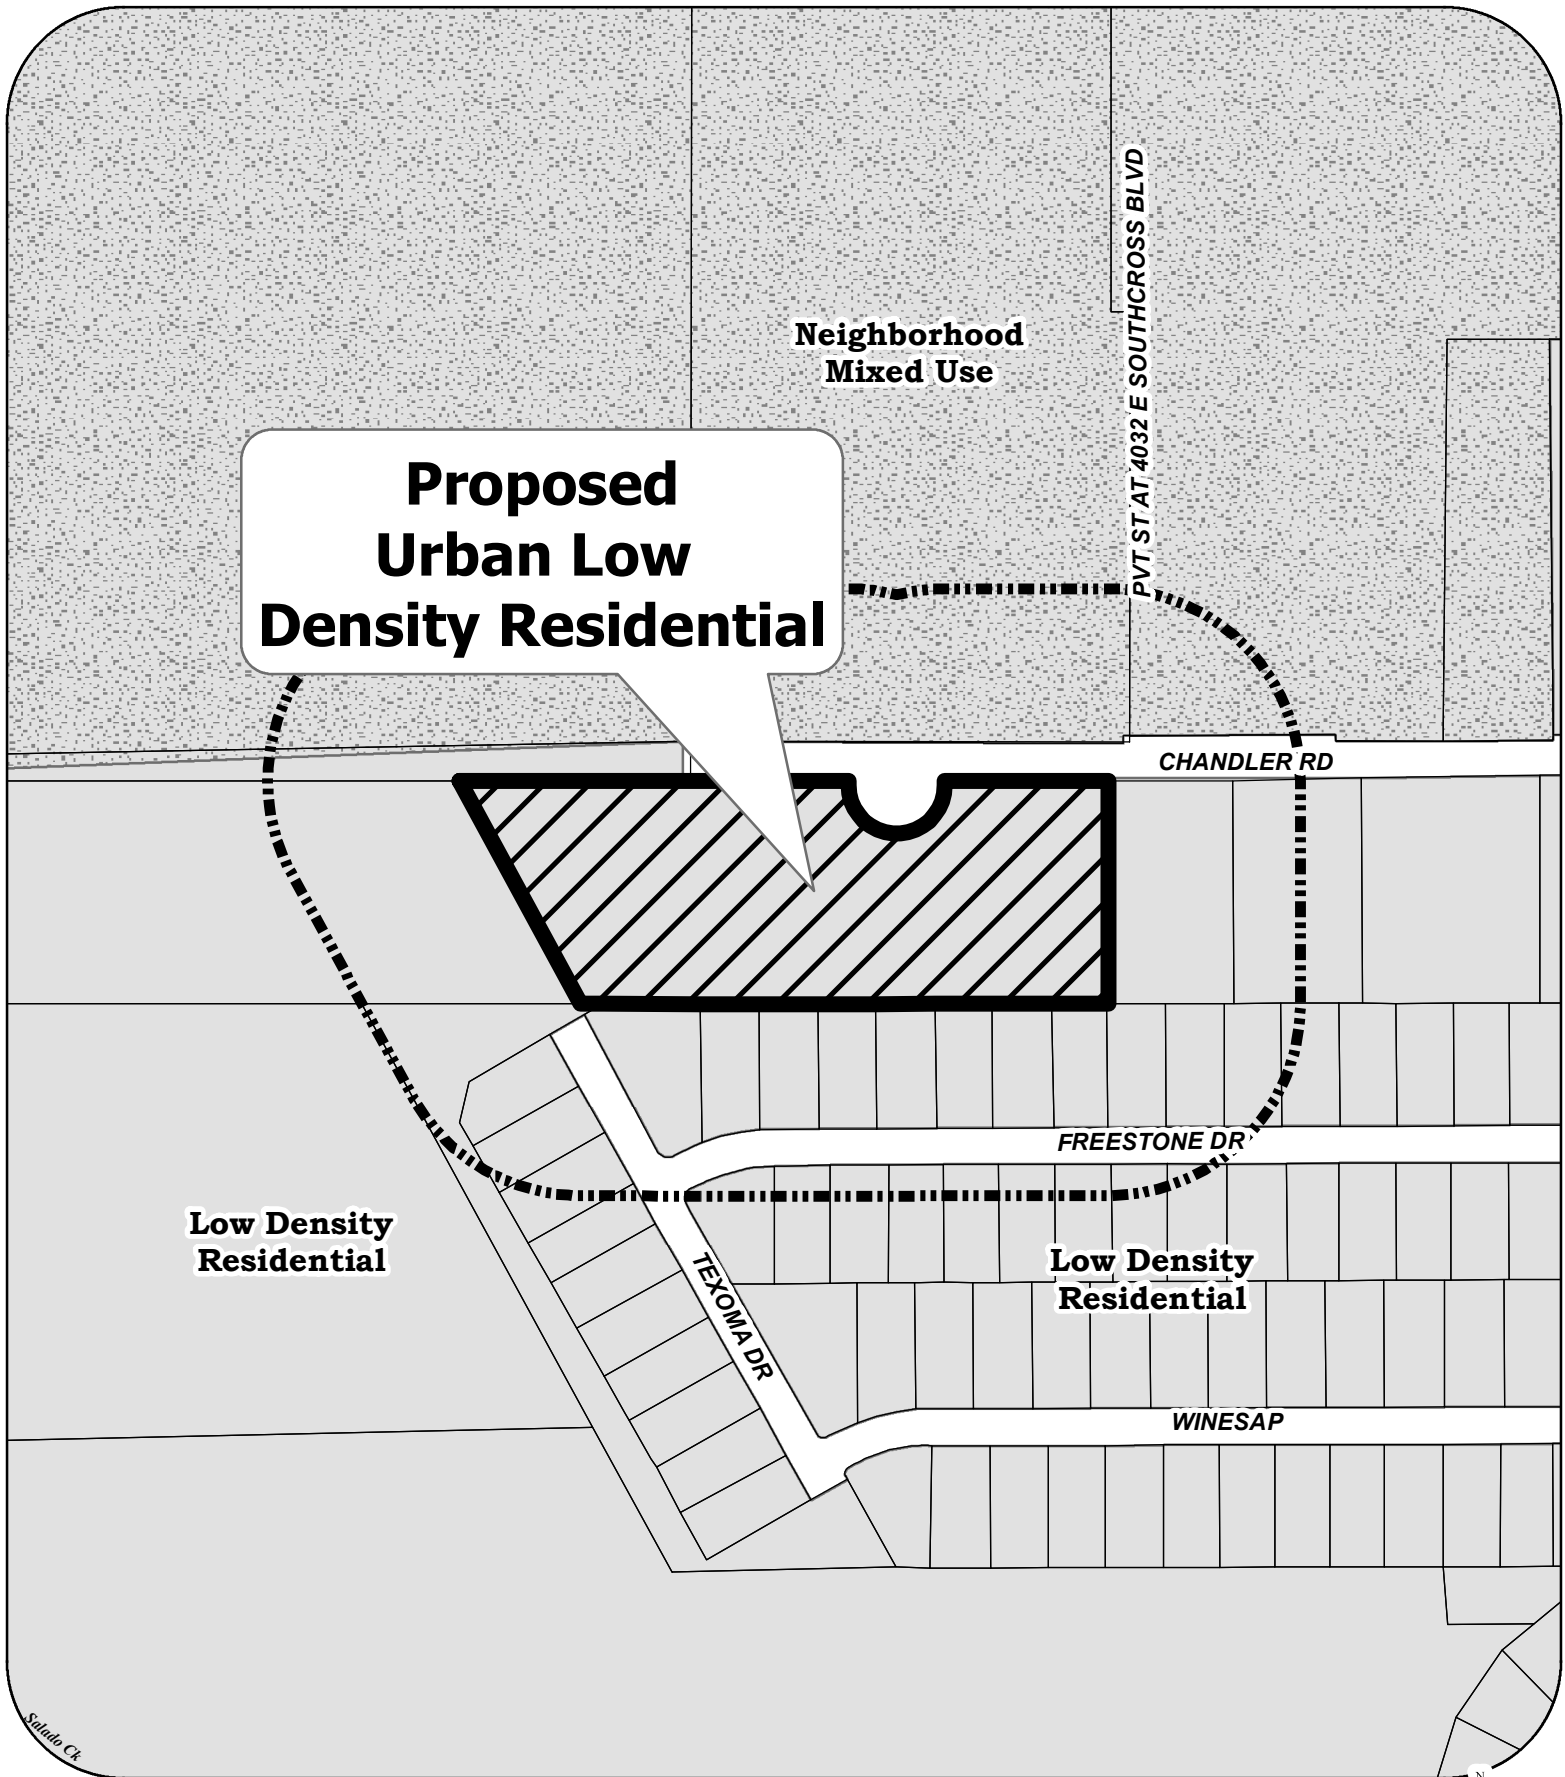 PVT ST AT 4032 E SOUTHCROSS BLVD
Neighborhood
Mixed Use
Proposed
Urban Low
Density Residential
CHANDLER RD
FREESTONE DR
Low Density
Residential
Low Density
Residential
TEXOMA DR
WINESAP
Salado Ck
N